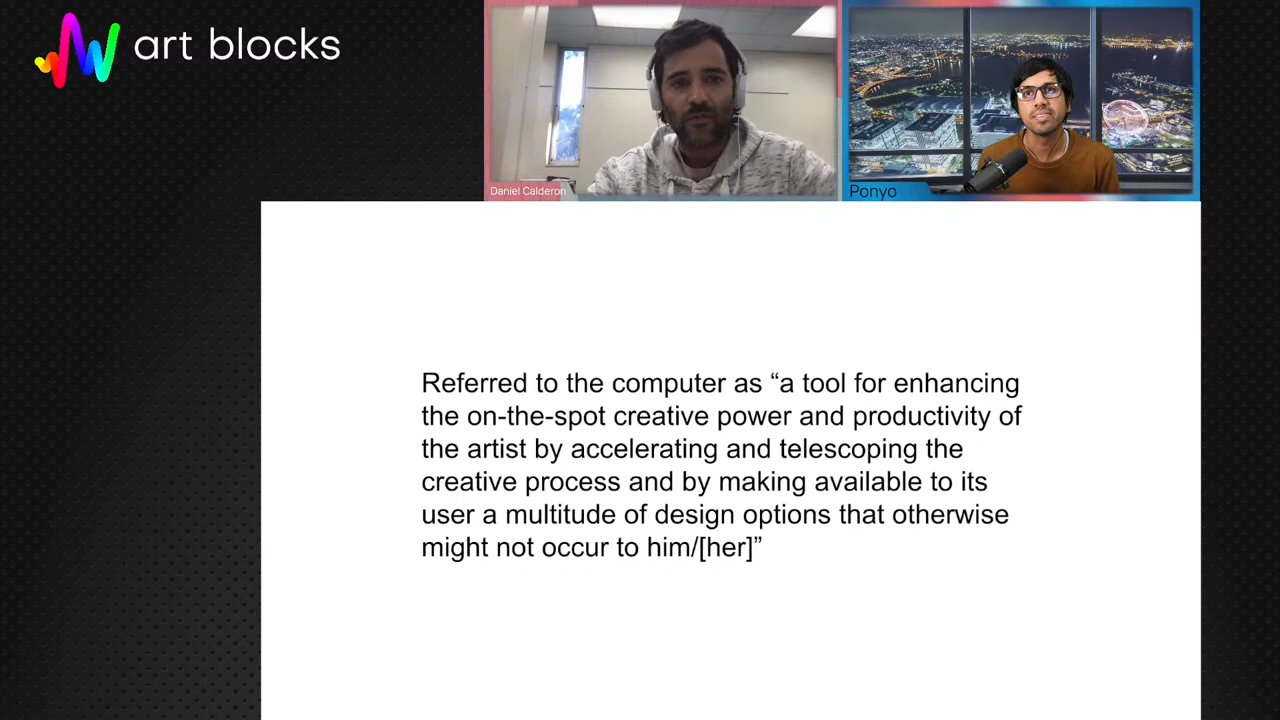 art blocks
Daniel Calderon
Ponyo
Referred to the computer as “a tool for enhancing
the on-the-spot creative power and productivity of
the artist by accelerating and telescoping the
creative process and by making available to its
user a multitude of design options that otherwise
might not occur to him/[her]”